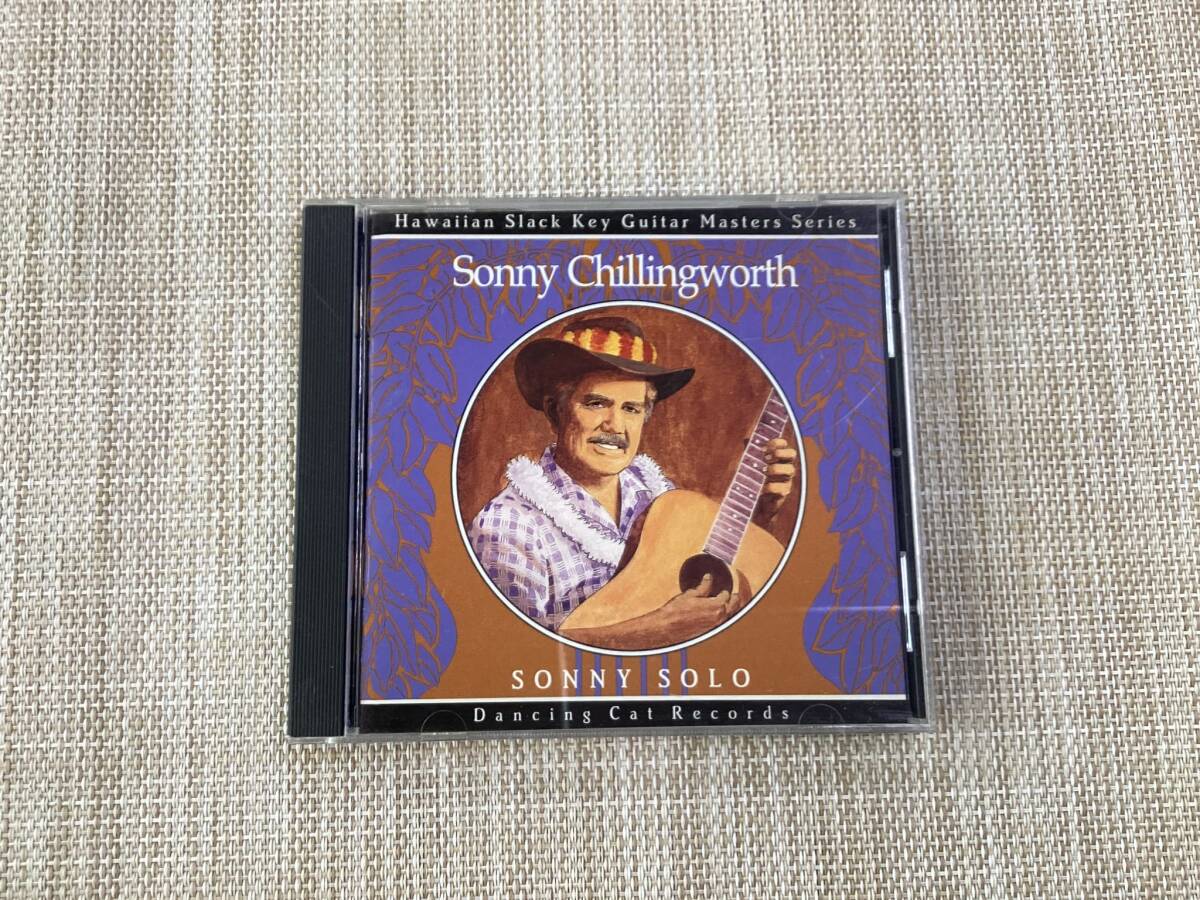 Hawaiian Slack Key Guitar Masters Series
Sonny Chillingworth
SONNY SOLO
Dancing Cat Records